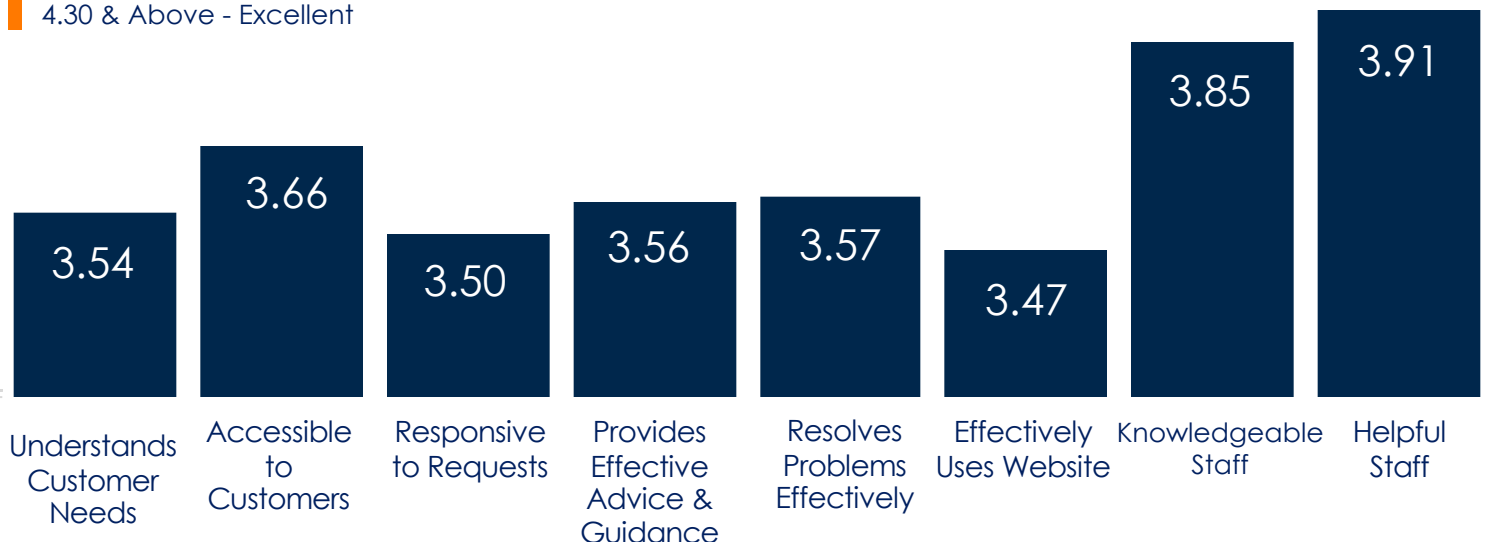 4.30 & Above - Excellent
3.54
3.66
3.50
3.56
3.57
3.47
3.85
3.91
Understands
Customer
Needs
Accessible
to
Customers
Responsive
to Requests
Provides
Effective
Advice &
Guidance
Resolves
Problems
Effectively
Effectively
Uses Website
Knowledgeable
Staff
Helpful
Staff